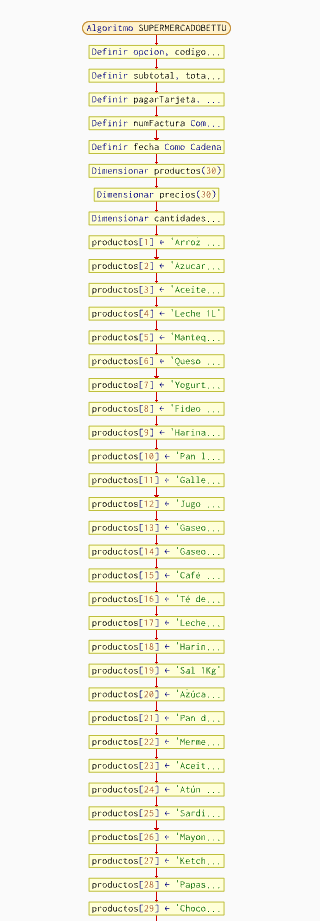 Algoritmo SUPERMERCADOBETTU
Definir opcion, codigo...
Definir subtotal, tota...
Definir pagarTarjeta, ...
Definir numFactura Com...
Definir fecha Como Cadena
Dimensionar productos(30)
Dimensionar precios(30)
Dimensionar cantidades...
productos[1] ← 'Arroz ...
productos[2] ← 'Azucar...
productos[3] ← 'Aceite...
productos[4] ← 'Leche 1L'
productos[5] ← 'Manteq...
productos[6] ← 'Queso ...
productos[7] ← 'Yogurt...
productos[8] ← 'Fideo ...
productos[9] ← 'Harina...
productos[10] ← 'Pan l...
productos[11] ← 'Galle...
productos[12] ← 'Jugo ...
productos[13] ← 'Gaseo...
productos[14] ← 'Gaseo...
productos[15] ← 'Café ...
productos[16] ← 'Té de...
productos[17] ← 'Leche...
productos[18] ← 'Harin...
productos[19] ← 'Sal 1Kg'
productos[20] ← 'Azúca...
productos[21] ← 'Pan d...
productos[22] ← 'Merme...
productos[23] ← 'Aceit...
productos[24] ← 'Atún ...
productos[25] ← 'Sardi...
productos[26] ← 'Mayon...
productos[27] ← 'Ketch...
productos[28] ← 'Papas...
productos[29] ← 'Choco...